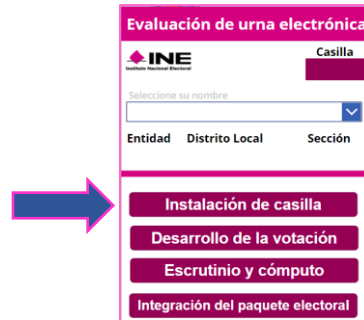 Evaluación de urna electrónica
INE
Instituto Nacional Electoral
Casilla
Seleccione su nombre
Entidad Distrito Local Sección
Instalación de casilla
Desarrollo de la votación
Escrutinio y cómputo
Integración del paquete electoral